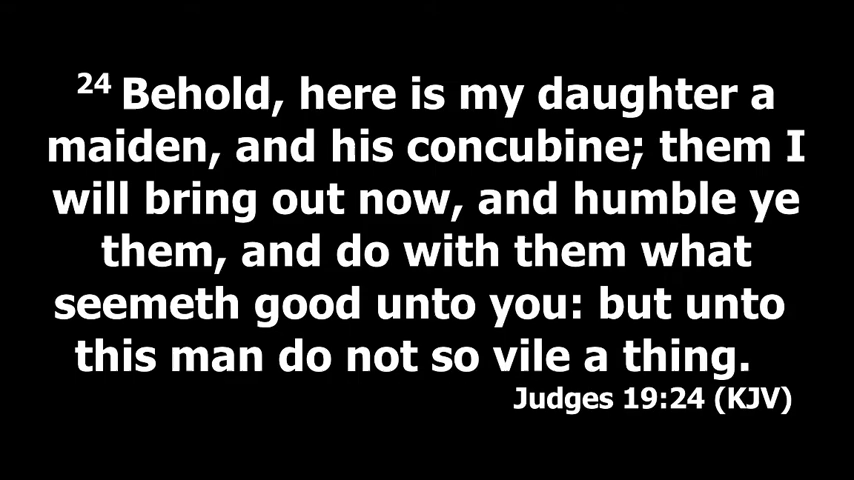 24 Behold, here is my daughter a
maiden, and his concubine; them I
will bring out now, and humble ye
them, and do with them what
seemeth good unto you: but unto
this man do not so vile a thing.
Judges 19:24 (KJV)